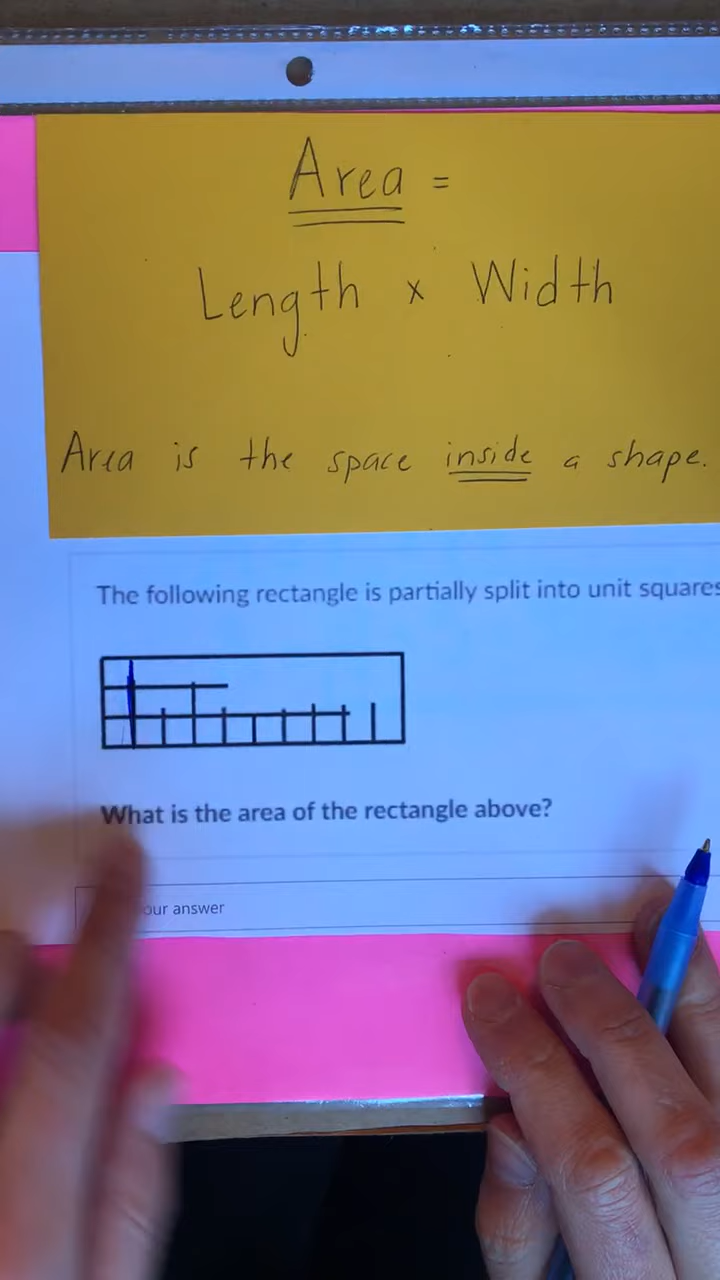 Area =
Length x Width
Area is the space inside a shape.
The following rectangle is partially split into unit squares
What is the area of the rectangle above?
our answer